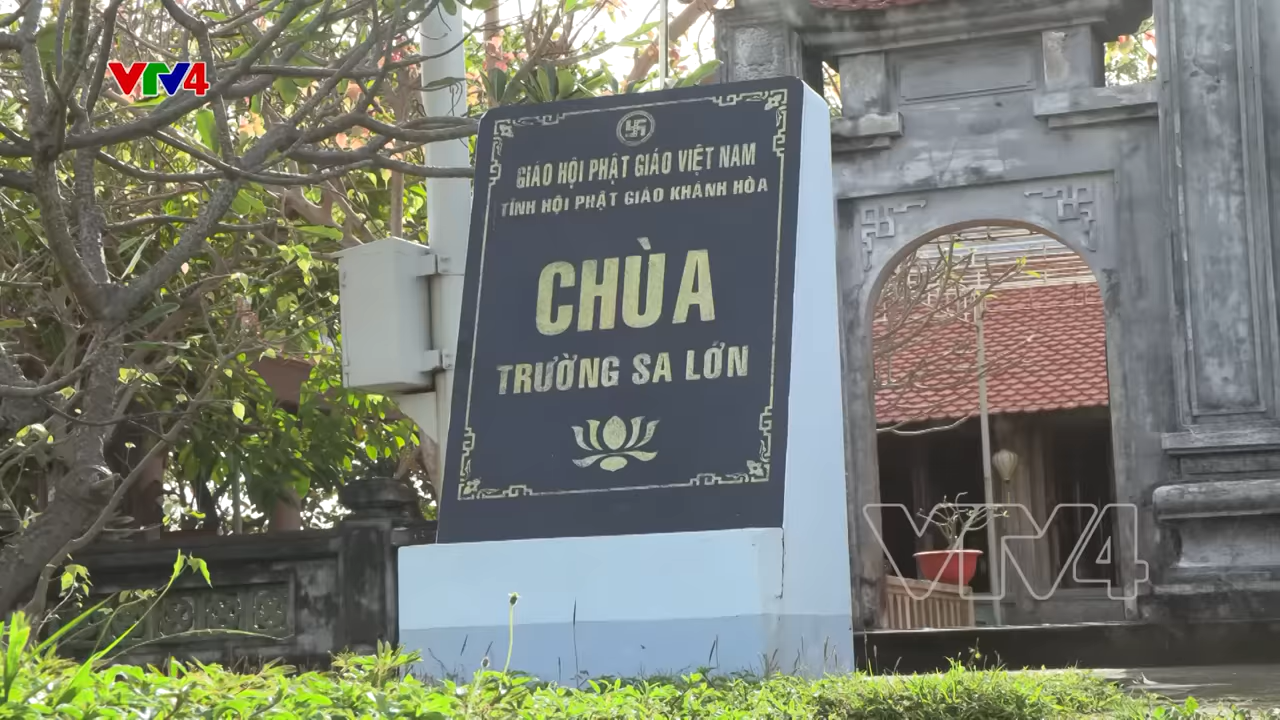 VTV4
GIÁO HỘI PHẬT GIÁO VIỆT NAM
TỈNH HỘI PHẬT GIÁO KHÁNH HÒA
CHÙA
TRƯỜNG SA LỚN
VTV4